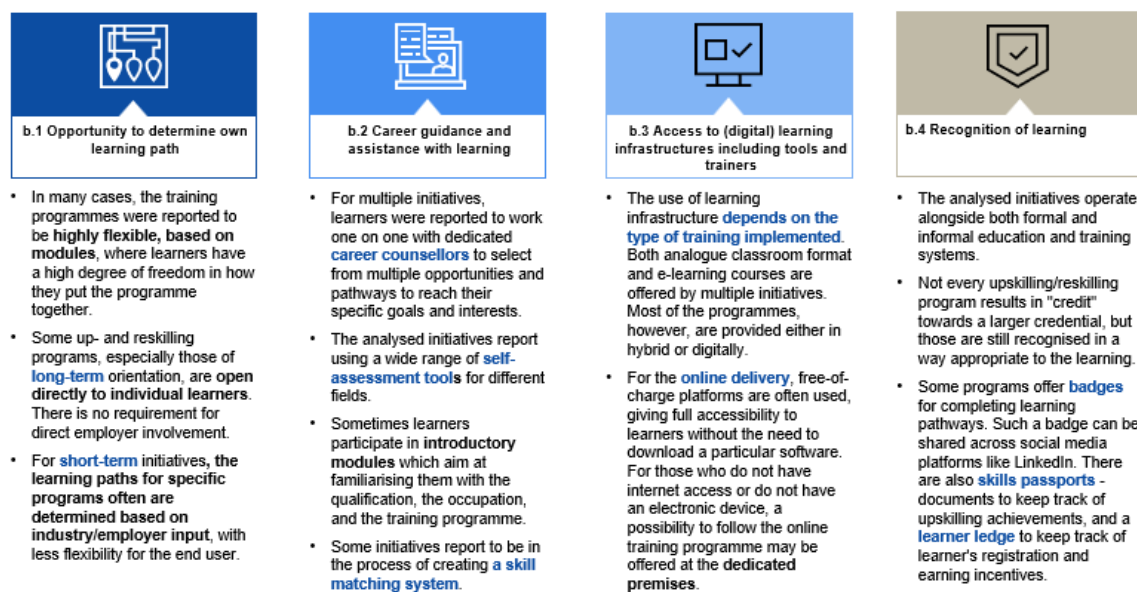 b.1 Opportunity to determine own
learning path
• In many cases, the training
programmes were reported to
be highly flexible, based on
modules, where learners have
a high degree of freedom in how
they put the programme
together.
• Some up- and reskilling
programs, especially those of
long-term orientation, are open
directly to individual learners.
There is no requirement for
direct employer involvement.
• For short-term initiatives, the
learning paths for specific
programs often are
determined based on
industry/employer input, with
less flexibility for the end user.
b.2 Career guidance and
assistance with learning
• For multiple initiatives,
learners were reported to work
one on one with dedicated
career counsellors to select
from multiple opportunities and
pathways to reach their
specific goals and interests.
• The analysed initiatives report
using a wide range of self-
assessment tools for different
fields.
• Sometimes learners
participate in introductory
modules which aim at
familiarising them with the
qualification, the occupation,
and the training programme.
• Some initiatives report to be in
the process of creating a skill
matching system.
b.3 Access to (digital) learning
infrastructures including tools and
trainers
• The use of learning
infrastructure depends on the
type of training implemented.
Both analogue classroom format
and e-learning courses are
offered by multiple initiatives.
Most of the programmes,
however, are provided either in
hybrid or digitally.
• For the online delivery, free-of-
charge platforms are often used,
giving full accessibility to
learners without the need to
download a particular software.
For those who do not have
internet access or do not have
an electronic device, a
possibility to follow the online
training programme may be
offered at the dedicated
premises.
b.4 Recognition of learning
• The analysed initiatives operate
alongside both formal and
informal education and training
systems.
• Not every upskilling/reskilling
program results in "credit"
towards a larger credential, but
those are still recognised in a
way appropriate to the learning.
• Some programs offer badges
for completing learning
pathways. Such a badge can be
shared across social media
platforms like LinkedIn. There
are also skills passports -
documents to keep track of
upskilling achievements, and a
learner ledge to keep track of
learner's registration and
earning incentives.